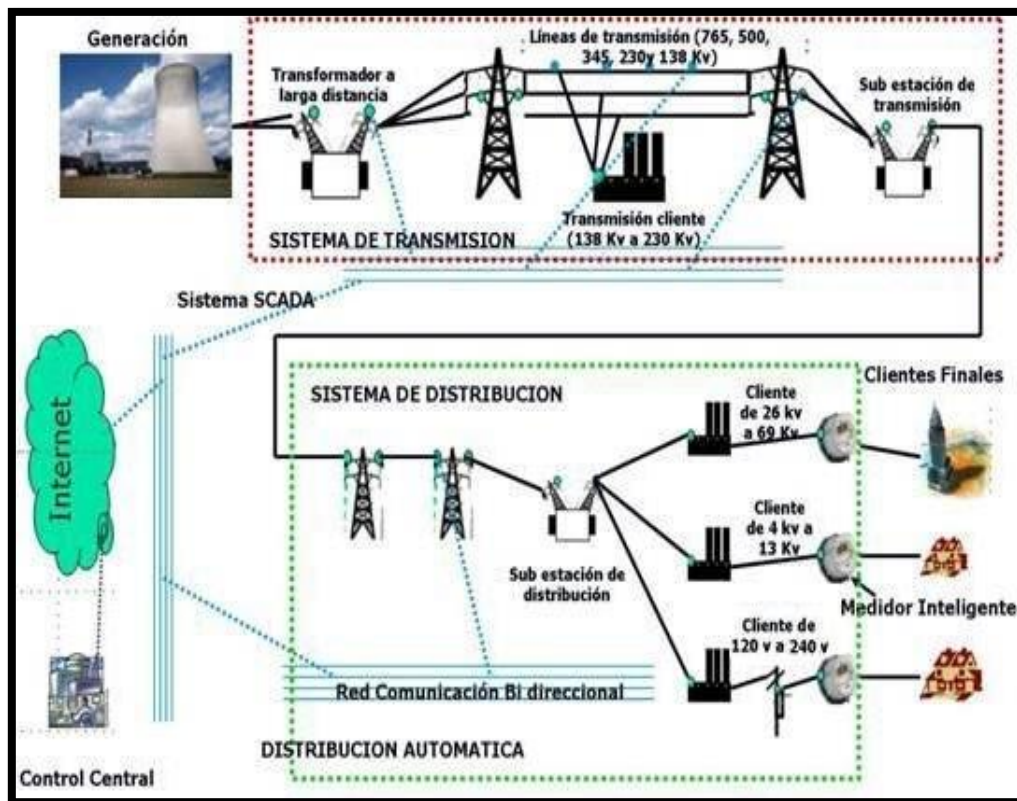 Generación
Líneas de transmisión (765, 500,
345, 230y 138 Kv)
Transformador a
larga distancia
Sub estación de
transmisión
Transmisión cliente
(138 Kv a 230 Kv)
SISTEMA DE TRANSMISION
Sistema SCADA
Internet
Control Central
SISTEMA DE DISTRIBUCION
Cliente
de 26 kv
a 69 Kv
Clientes Finales
Sub estación de
distribución
Cliente
de 4 kv a
13 Kv
Medidor Inteligente
Cliente de
120 v a 240 v
Red Comunicación Bi direccional
DISTRIBUCION AUTOMATICA